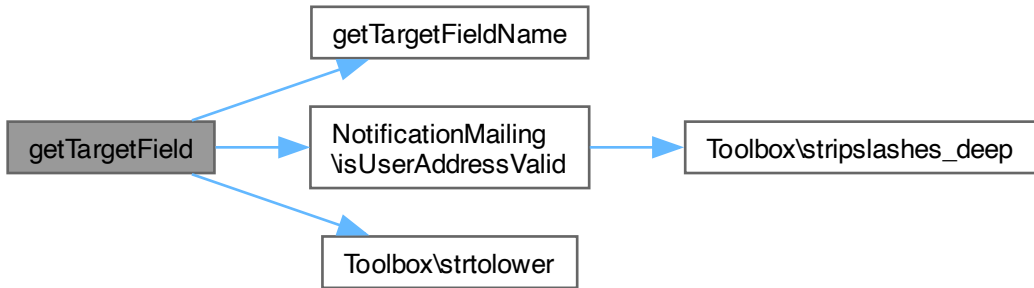 getTargetFieldName
getTargetField
NotificationMailing
\isUserAddressValid
Toolbox\stripslashes_deep
Toolbox\strtolower